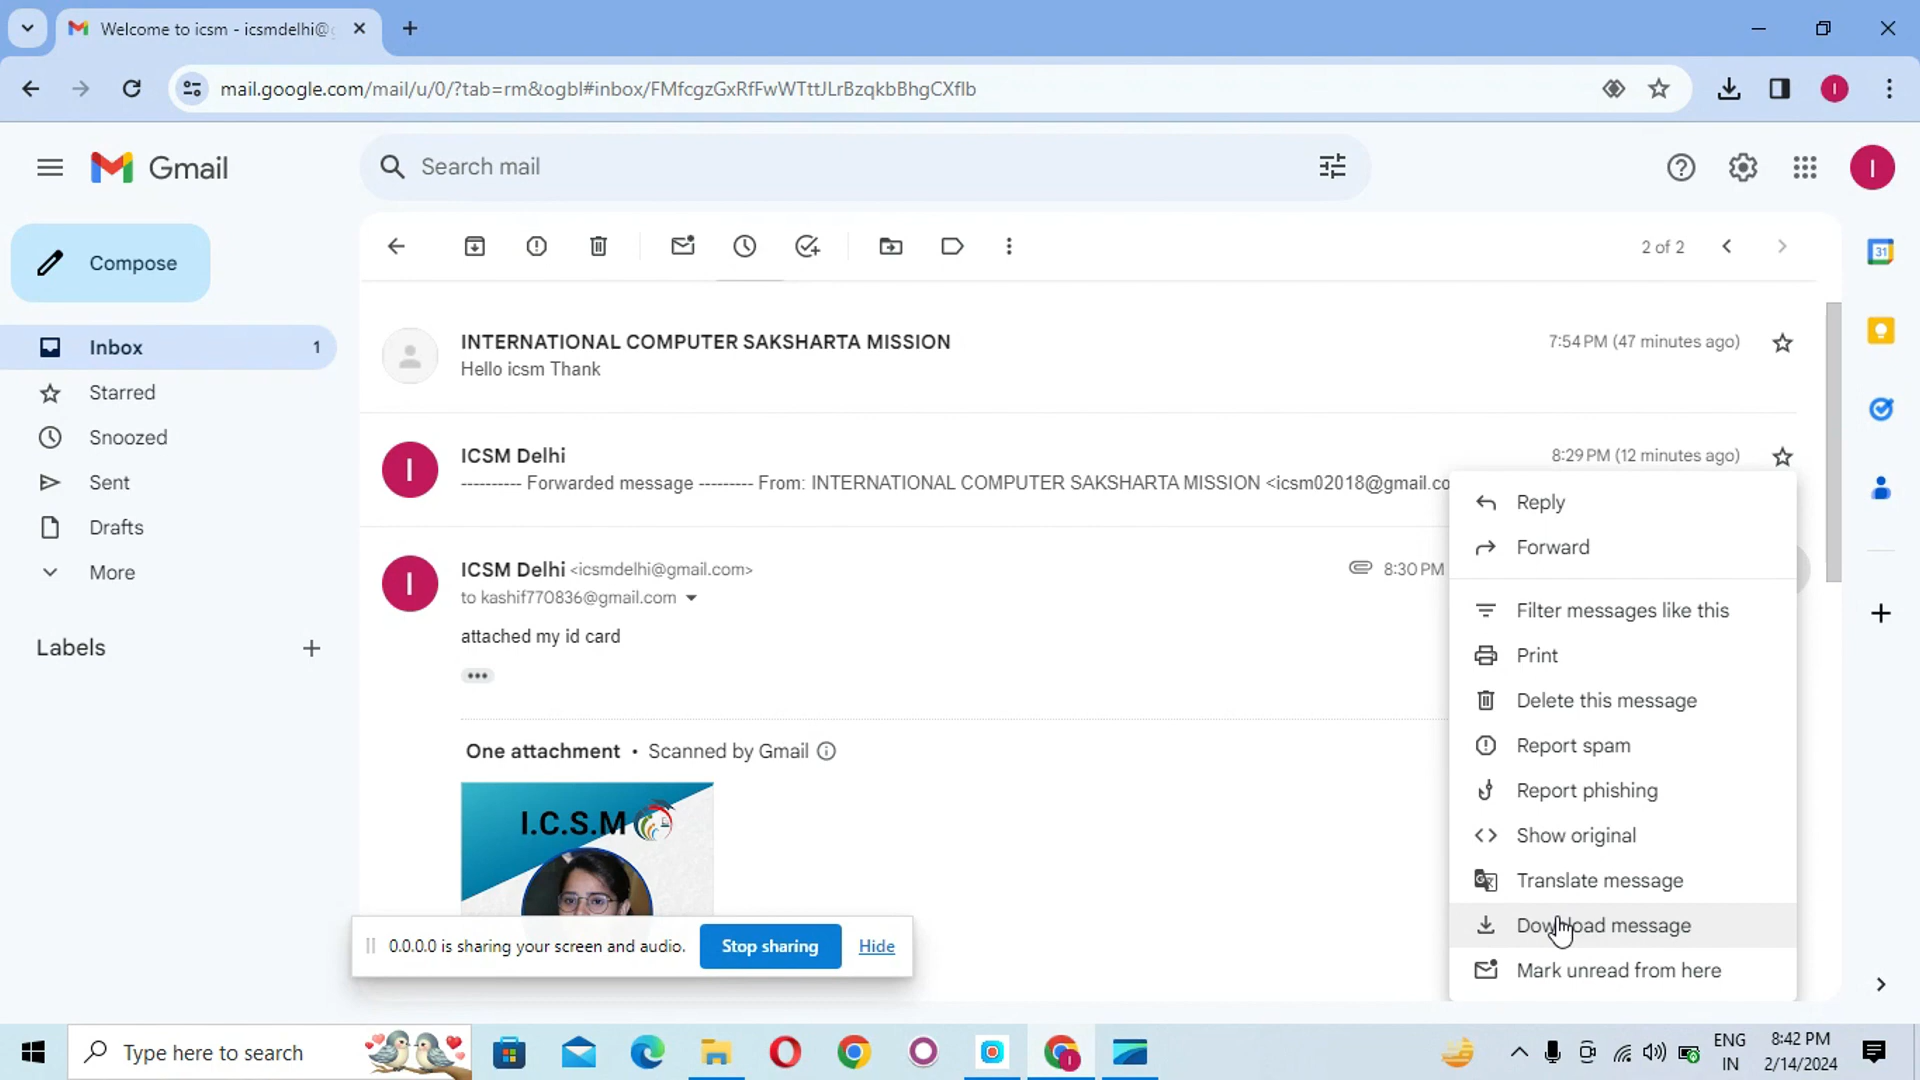 Welcome to icsm - icsmdelhi@
mail.google.com/mail/u/0/?tab=rm&ogbl#inbox/FMfcgzGxRfFwWTttJLrBzqkbBhgCXflb
I
Gmail
Search mail
I
Compose
2 of 2
31
Inbox 1
Starred
Snoozed
Sent
Drafts
More
Labels
INTERNATIONAL COMPUTER SAKSHARTA MISSION
7:54 PM (47 minutes ago)
Hello icsm Thank
I
ICSM Delhi
8:29 PM (12 minutes ago)
---------- Forwarded message --------- From: INTERNATIONAL COMPUTER SAKSHARTA MISSION <icsm02018@gmail.co
I
ICSM Delhi <icsmdelhi@gmail.com>
8:30 PM
to kashif770836@gmail.com
attached my id card
One attachment • Scanned by Gmail
I.C.S.M
Reply
Forward
Filter messages like this
Print
Delete this message
Report spam
Report phishing
Show original
Translate message
Download message
Mark unread from here
0.0.0.0 is sharing your screen and audio. Stop sharing Hide
Type here to search
ENG
IN
8:42 PM
2/14/2024